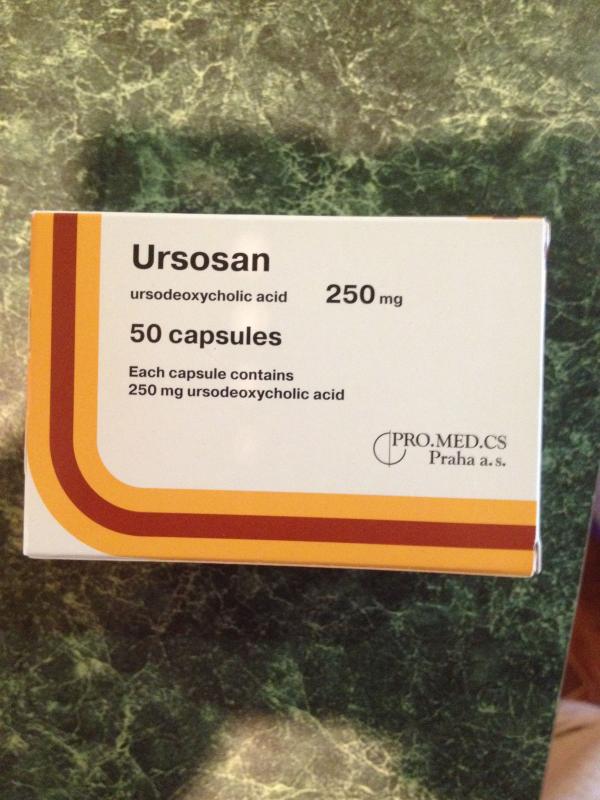 Ursosan
ursodeoxycholic acid 250 mg
50 capsules
Each capsule contains
250 mg ursodeoxycholic acid
PRO.MED.CS
Praha a.s.